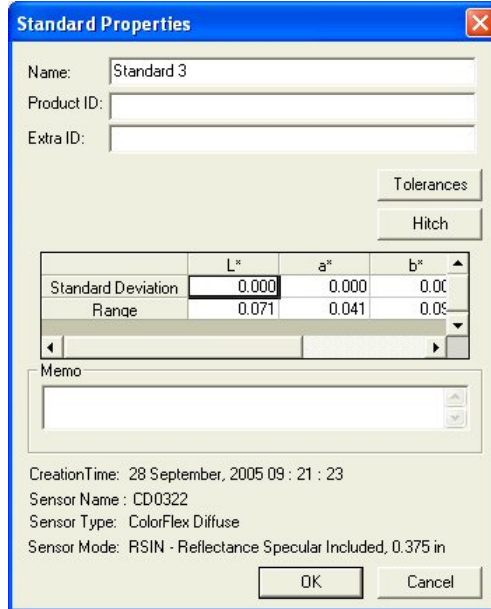 Standard Properties
Name: Standard 3
Product ID:
Extra ID:
Tolerances
Hitch
L* a* b*
Standard Deviation 0.000 0.000
Range 0.071 0.041
Memo
CreationTime: 28 September, 2005 09 : 21 : 23
Sensor Name : CD0322
Sensor Type: ColorFlex Diffuse
Sensor Mode: RSIN - Reflectance Specular Included, 0.375 in
OK Cancel